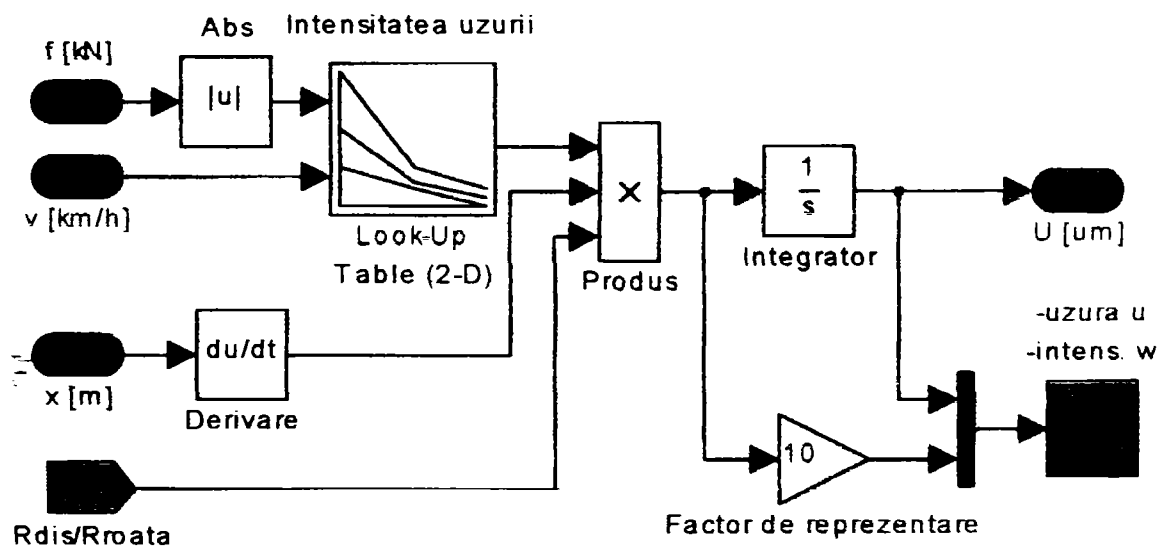 Abs
Intensitatea uzurii
f [kN]
|u|
v [km/h]
Look-Up
Table (2-D)
×
Produs
1
s
Integrator
U [um]
-uzura u
-intens. w
du/dt
x [m]
Derivare
10
Rdis/Rroata
Factor de reprezentare